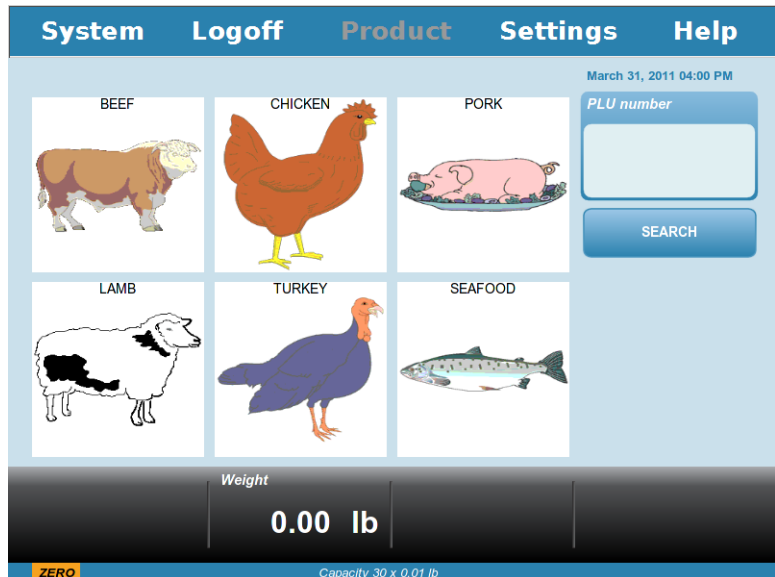 System Logoff Product Settings Help
March 31, 2011 04:00 PM
BEEF CHICKEN PORK
PLU number
SEARCH
LAMB TURKEY SEAFOOD
Weight
0.00 lb
ZERO
Capacity 30 x 0.01 lb